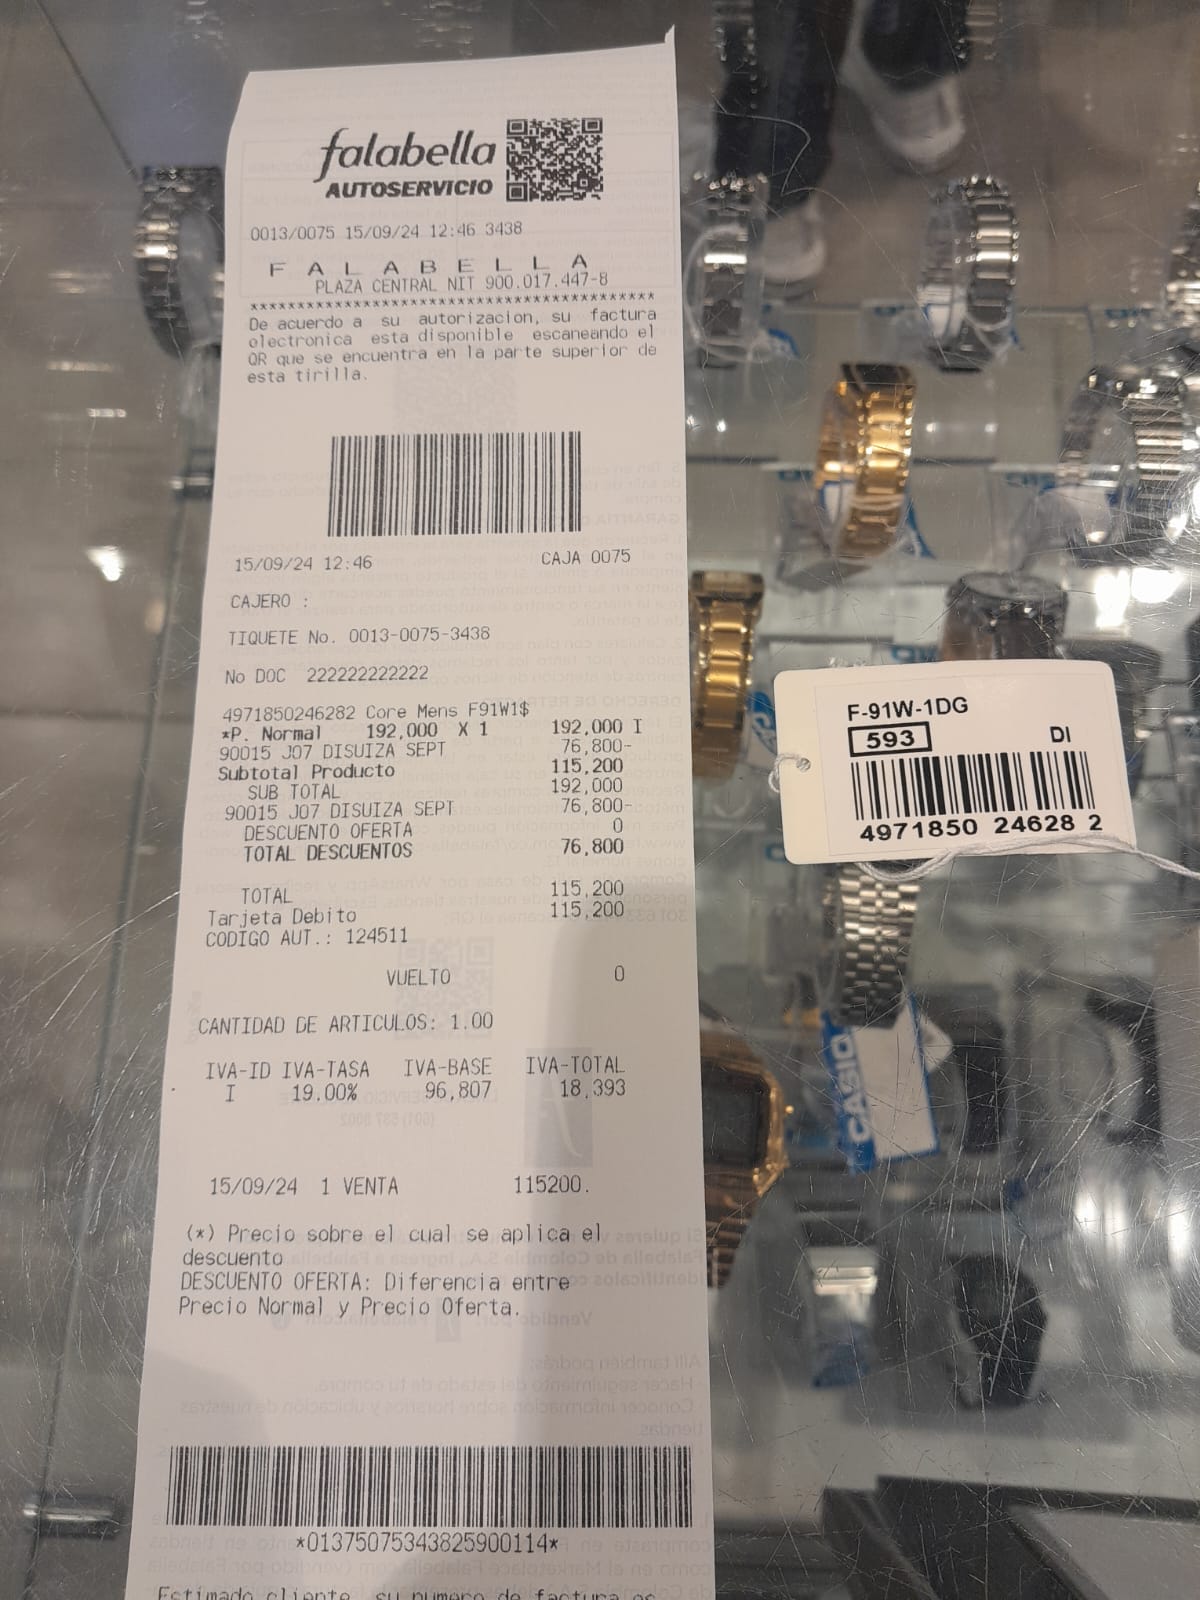 falabella
AUTOSERVICIO
0013/0075 15/09/24 12:46 3438
F A L A B E L L A
PLAZA CENTRAL NIT 900.017.447-8
********************************************
De acuerdo a su autorizacion, su factura
electronica esta disponible escaneando el
QR que se encuentra en la parte superior de
esta tirilla.
15/09/24 12:46 CAJA 0075
CAJERO :
TIQUETE No. 0013-0075-3438
No DOC 222222222222
4971850246282 Core Mens F91W1$
*P. Normal 192,000 X 1 192,000 I
90015 J07 DISUIZA SEPT 76,800-
Subtotal Producto 115,200
SUB TOTAL 192,000
90015 J07 DISUIZA SEPT 76,800-
DESCUENTO OFERTA 0
TOTAL DESCUENTOS 76,800
TOTAL 115,200
Tarjeta Debito 115,200
CODIGO AUT.: 124511
VUELTO 0
CANTIDAD DE ARTICULOS: 1.00
IVA-ID IVA-TASA IVA-BASE IVA-TOTAL
I 19.00% 96,807 18,393
15/09/24 1 VENTA 115200.
(*) Precio sobre el cual se aplica el
descuento
DESCUENTO OFERTA: Diferencia entre
Precio Normal y Precio Oferta.
*01375075343825900114*
Estimado cliente, su numero de factura es
F-91W-1DG
593 DI
4971850 24628 2
CASIO